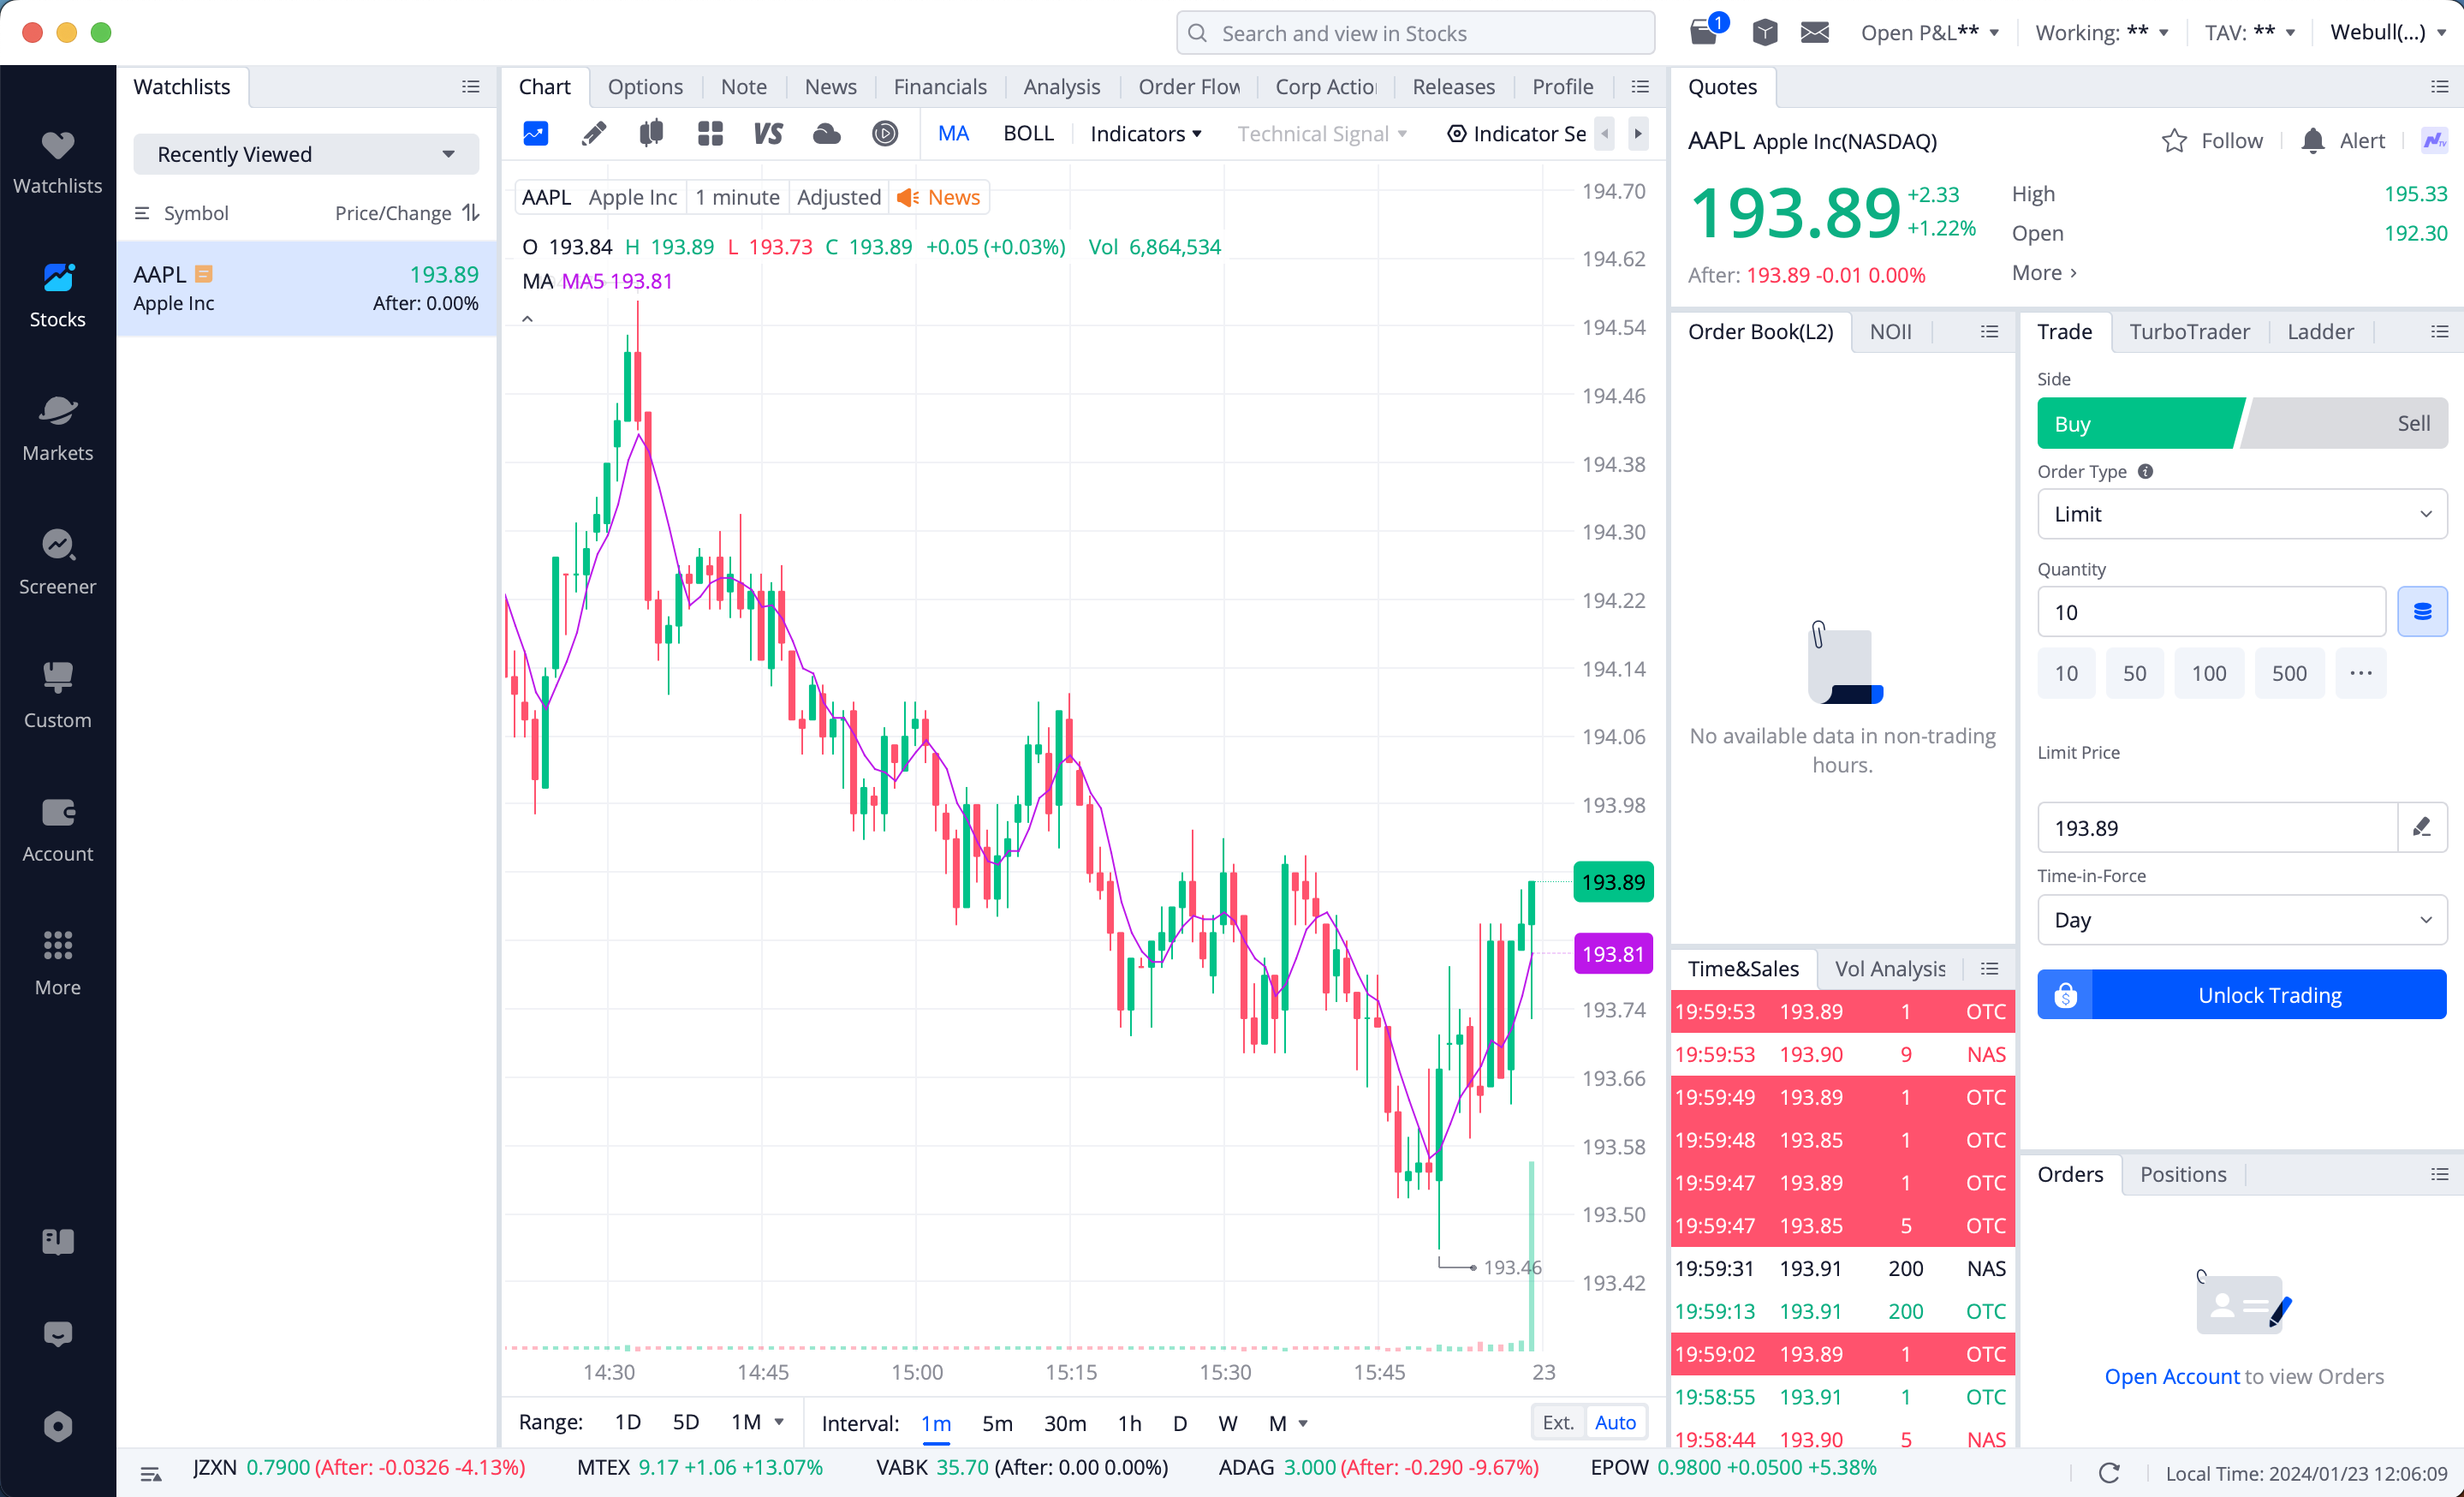 Search and view in Stocks
1
Open P&L** Working: ** TAV: ** Webull(...)
Watchlists
Stocks
Markets
Screener
Custom
Account
More
Watchlists
Recently Viewed
Symbol Price/Change
AAPL 193.89
Apple Inc After: 0.00%
Chart Options Note News Financials Analysis Order Flow Corp Actio Releases Profile
VS MA BOLL Indicators Technical Signal Indicator Se
AAPL Apple Inc 1 minute Adjusted News
O 193.84 H 193.89 L 193.73 C 193.89 +0.05 (+0.03%) Vol 6,864,534
MA MA5 193.81
194.70
194.62
194.54
194.46
194.38
194.30
194.22
194.14
194.06
193.98
193.89
193.81
193.74
193.66
193.58
193.50
193.42
193.46
14:30 14:45 15:00 15:15 15:30 15:45 23
Range: 1D 5D 1M Interval: 1m 5m 30m 1h D W M Ext. Auto
Quotes
AAPL Apple Inc(NASDAQ) Follow Alert
193.89 +2.33
+1.22%
After: 193.89 -0.01 0.00%
High 195.33
Open 192.30
More
Order Book(L2) NOII
No available data in non-trading
hours.
Time&Sales Vol Analysis
19:59:53 193.89 1 OTC
19:59:53 193.90 9 NAS
19:59:49 193.89 1 OTC
19:59:48 193.85 1 OTC
19:59:47 193.89 1 OTC
19:59:47 193.85 5 OTC
19:59:31 193.91 200 NAS
19:59:13 193.91 200 OTC
19:59:02 193.89 1 OTC
19:58:55 193.91 1 OTC
19:58:44 193.90 5 NAS
Trade TurboTrader Ladder
Side
Buy Sell
Order Type
Limit
Quantity
10
10 50 100 500 ...
Limit Price
193.89
Time-in-Force
Day
Unlock Trading
Orders Positions
Open Account to view Orders
JZXN 0.7900 (After: -0.0326 -4.13%) MTEX 9.17 +1.06 +13.07% VABK 35.70 (After: 0.00 0.00%) ADAG 3.000 (After: -0.290 -9.67%) EPOW 0.9800 +0.0500 +5.38% Local Time: 2024/01/23 12:06:09